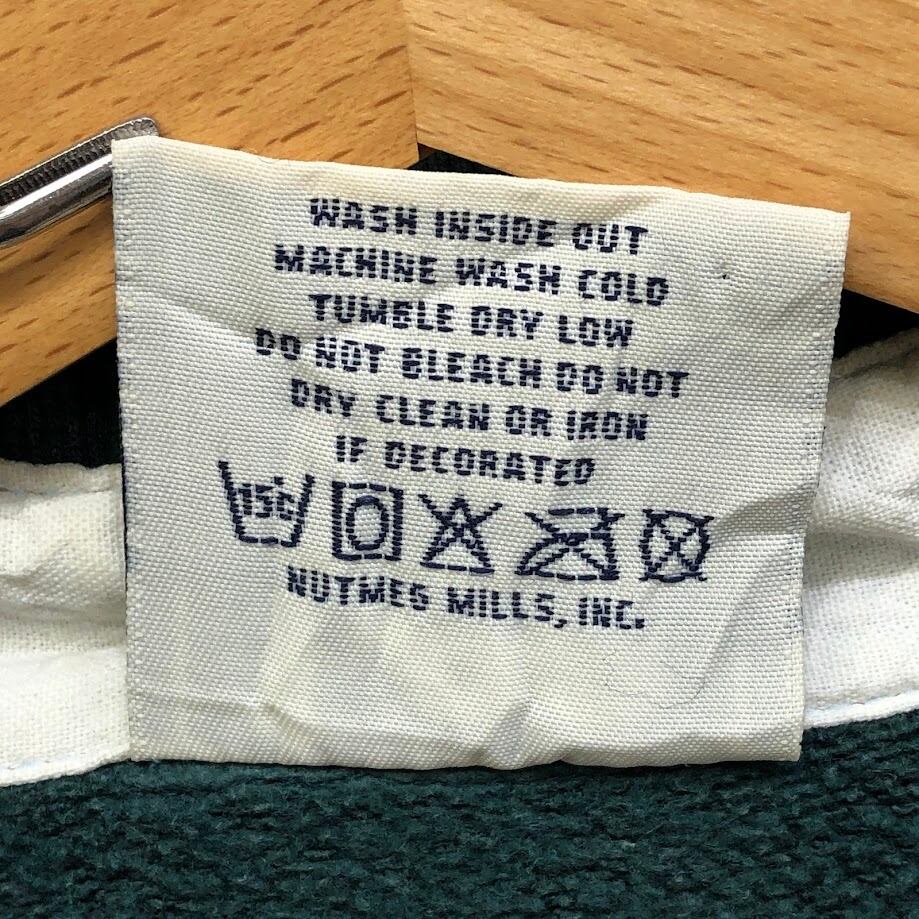 WASH INSIDE OUT
MACHINE WASH COLD
TUMBLE DRY LOW
DO NOT BLEACH DO NOT
DRY CLEAN OR IRON
IF DECORATED
15°C
NUTMEG MILLS, INC.